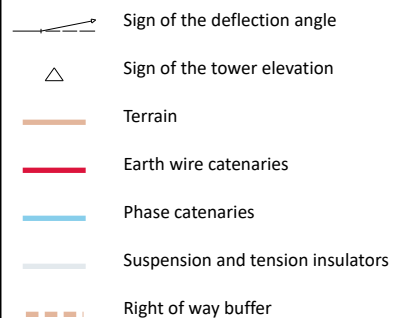 Sign of the deflection angle
Sign of the tower elevation
Terrain
Earth wire catenaries
Phase catenaries
Suspension and tension insulators
Right of way buffer